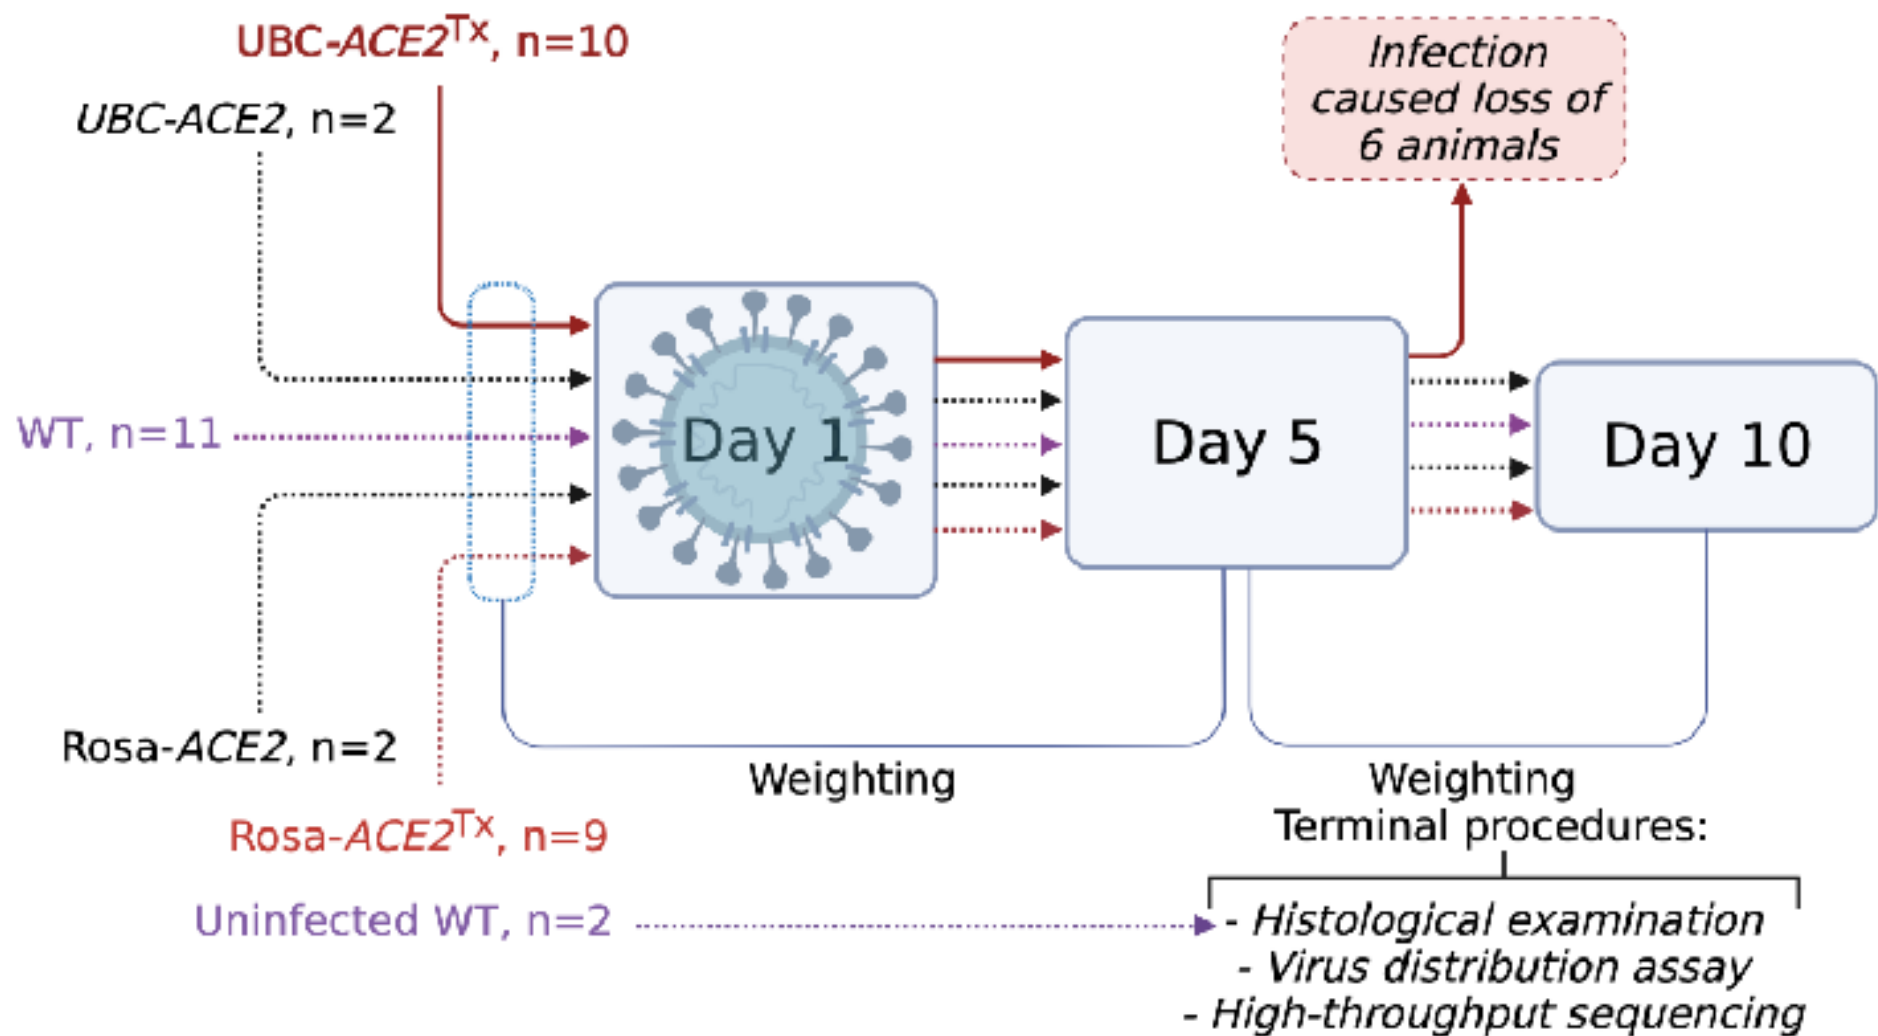 UBC-ACE2Tx, n=10
UBC-ACE2, n=2
WT, n=11
Rosa-ACE2, n=2
Rosa-ACE2Tx, n=9
Uninfected WT, n=2
Day 1
Day 5
Day 10
Infection
caused loss of
6 animals
Weighting
Weighting
Terminal procedures:
- Histological examination
- Virus distribution assay
- High-throughput sequencing